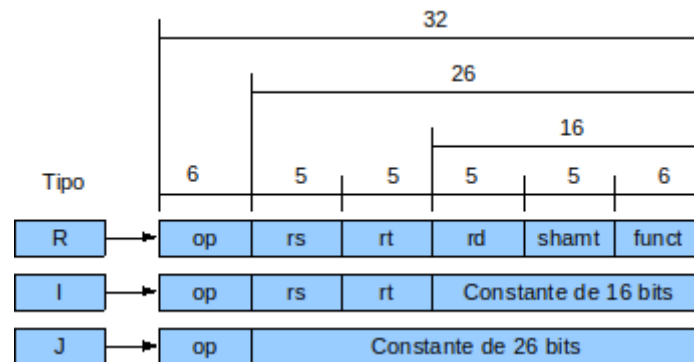 32
26
16
Tipo 6 5 5 5 5 6
R op rs rt rd shamt funct
I op rs rt Constante de 16 bits
J op Constante de 26 bits